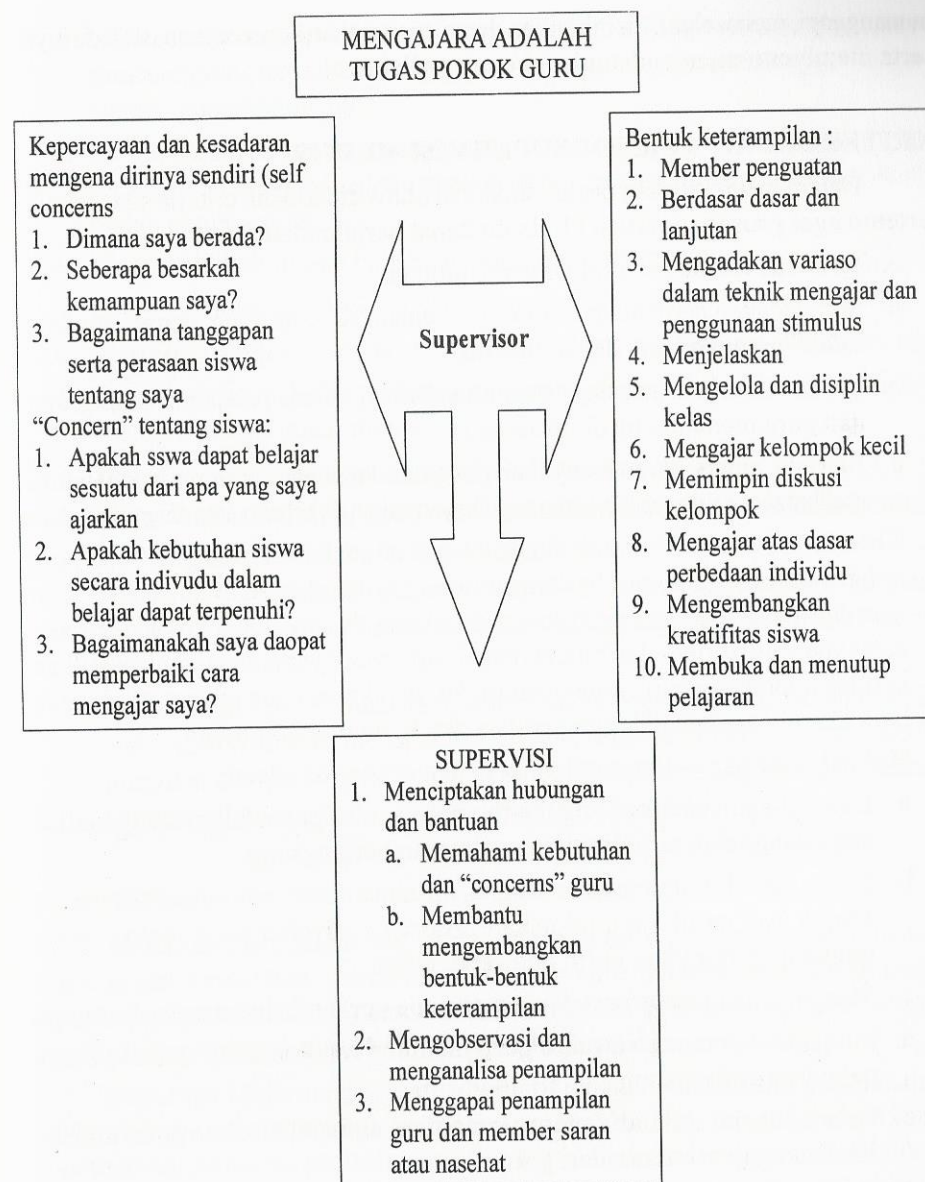 MENGAJARA ADALAH
TUGAS POKOK GURU
Kepercayaan dan kesadaran
mengena dirinya sendiri (self
concerns
1. Dimana saya berada?
2. Seberapa besarkah
kemampuan saya?
3. Bagaimana tanggapan
serta perasaan siswa
tentang saya
“Concern” tentang siswa:
1. Apakah sswa dapat belajar
sesuatu dari apa yang saya
ajarkan
2. Apakah kebutuhan siswa
secara indivudu dalam
belajar dapat terpenuhi?
3. Bagaimanakah saya daopat
memperbaiki cara
mengajar saya?
Supervisor
Bentuk keterampilan :
1. Member penguatan
2. Berdasar dasar dan
lanjutan
3. Mengadakan variaso
dalam teknik mengajar dan
penggunaan stimulus
4. Menjelaskan
5. Mengelola dan disiplin
kelas
6. Mengajar kelompok kecil
7. Memimpin diskusi
kelompok
8. Mengajar atas dasar
perbedaan individu
9. Mengembangkan
kreatifitas siswa
10. Membuka dan menutup
pelajaran
SUPERVISI
1. Menciptakan hubungan
dan bantuan
a. Memahami kebutuhan
dan “concerns” guru
b. Membantu
mengembangkan
bentuk-bentuk
keterampilan
2. Mengobservasi dan
menganalisa penampilan
3. Menggapai penampilan
guru dan member saran
atau nasehat